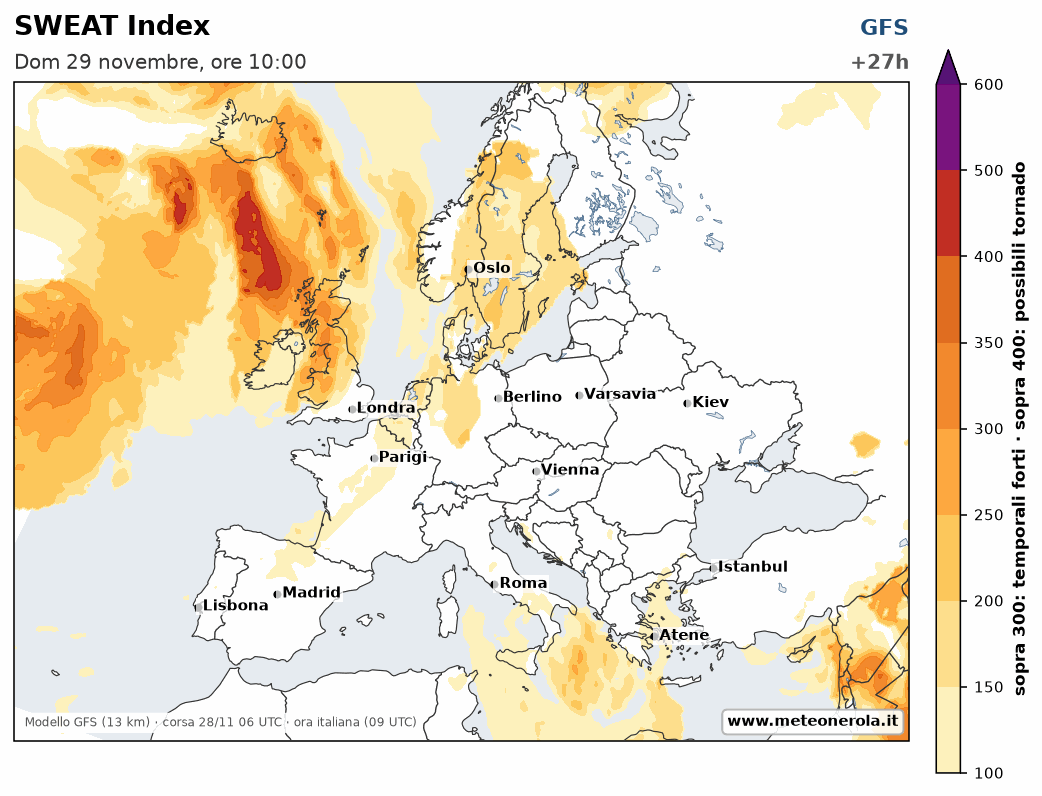 SWEAT Index
GFS
Dom 29 novembre, ore 10:00
+27h
600
500
400
350
300
250
200
150
100
sopra 300: temporali forti · sopra 400: possibili tornado
Oslo
Londra
Berlino
Varsavia
Kiev
Parigi
Vienna
Istanbul
Roma
Madrid
Lisbona
Atene
Modello GFS (13 km) · corsa 28/11 06 UTC · ora italiana (09 UTC)
www.meteonerola.it